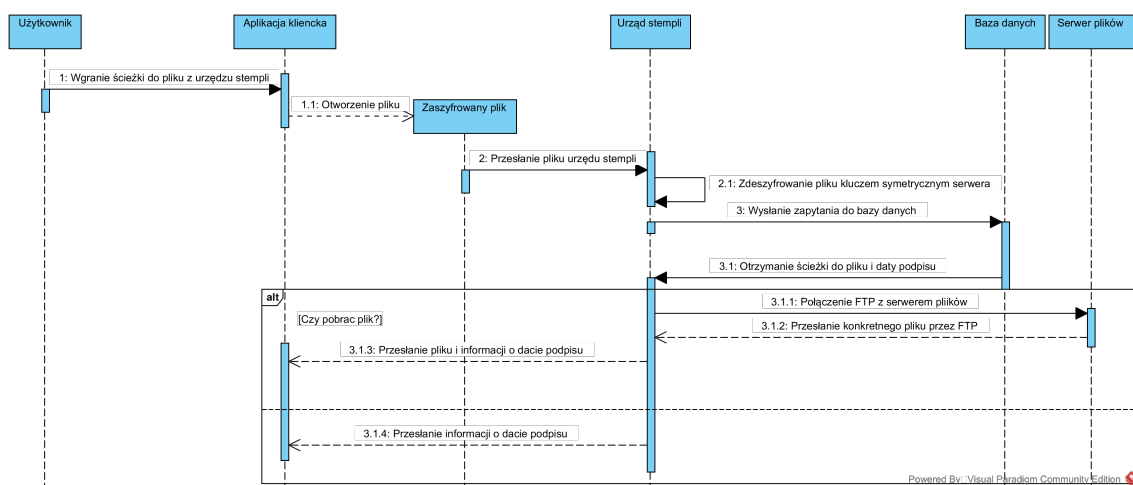 Użytkownik
Aplikacja kliencka
Urząd stempli
Baza danych
Serwer plików
1: Wgranie ścieżki do pliku z urzędzu stempli
1.1: Otworzenie pliku
Zaszyfrowany plik
2: Przesłanie pliku urzędu stempli
2.1: Zdeszyfrowanie pliku kluczem symetrycznym serwera
3: Wysłanie zapytania do bazy danych
3.1: Otrzymanie ścieżki do pliku i daty podpisu
alt
3.1.1: Połączenie FTP z serwerem pliików
[Czy pobrac plik?]
3.1.2: Przesłanie konkretnego pliku przez FTP
3.1.3: Przesłanie pliku i informacji o dacie podpisu
3.1.4: Przesłanie informacji o dacie podpisu
Powered By Visual Paradigm Community Edition